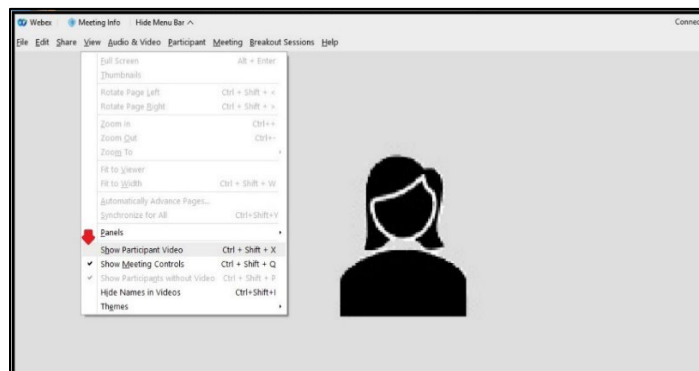 Webex Meeting Info Hide Menu Bar ^ Connec
File Edit Share View Audio & Video Participant Meeting Breakout Sessions Help
Full Screen Alt + Enter
Thumbnails
Rotate Page Left Ctrl + Shift + <
Rotate Page Right Ctrl + Shift + >
Zoom In Ctrl++
Zoom Out Ctrl+-
Zoom To
Fit to Viewer
Fit to Width Ctrl + Shift + W
Automatically Advance Pages...
Synchronize for All Ctrl+Shift+Y
Panels
Show Participant Video Ctrl + Shift + X
✓ Show Meeting Controls Ctrl + Shift + Q
✓ Show Participants without Video Ctrl + Shift + P
Hide Names in Videos Ctrl+Shift+I
Themes